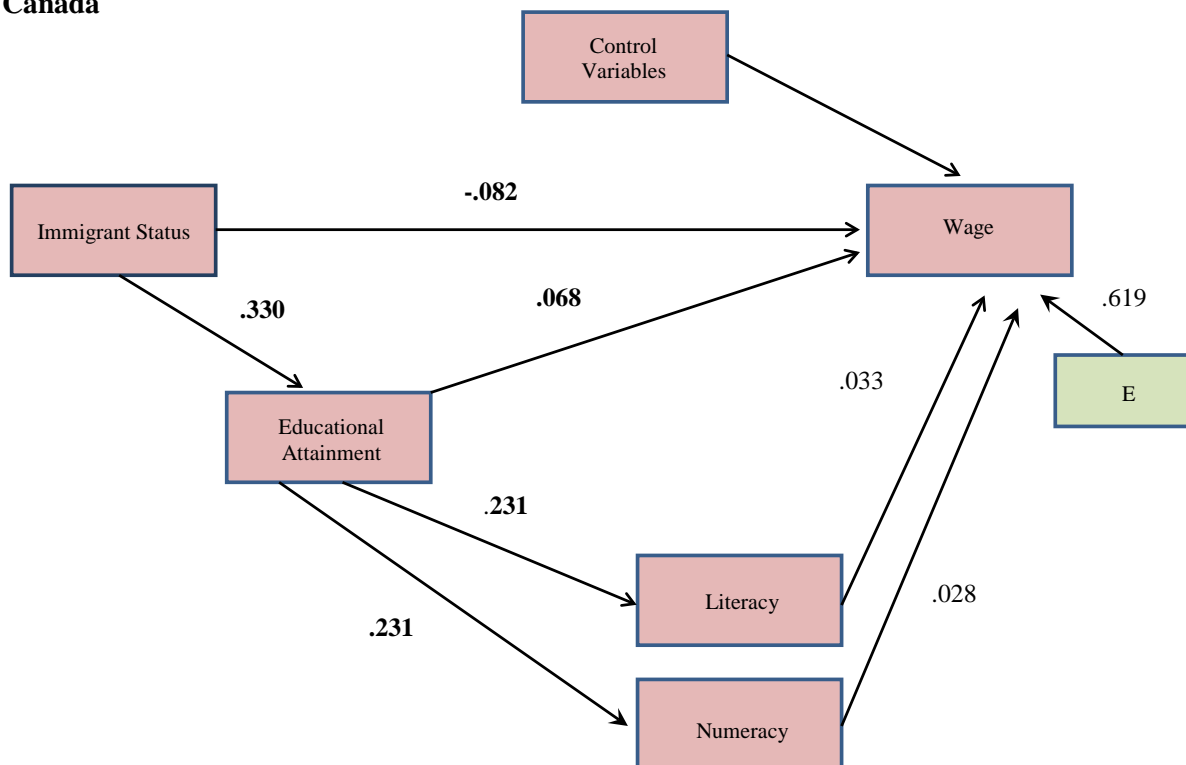 Canada
Control
Variables
-.082
Wage
Immigrant Status
.330
.068
.619
.033
E
Educational
Attainment
.231
Literacy
.028
.231
Numeracy